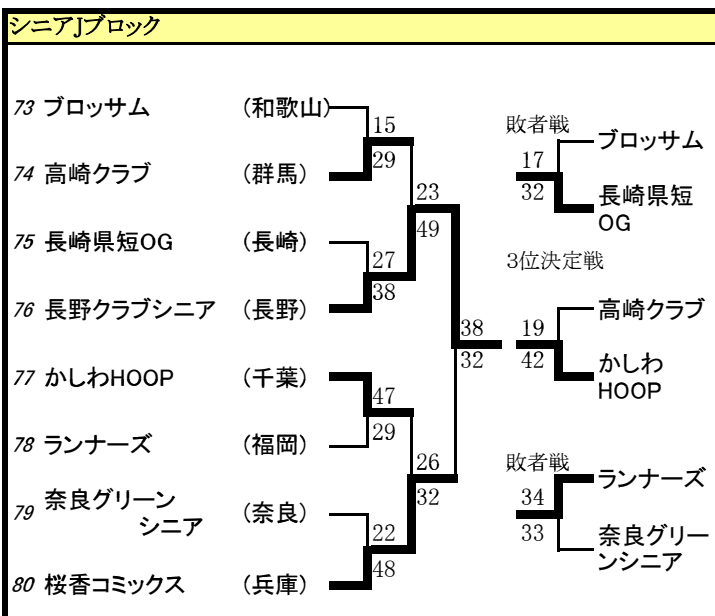 シニアJブロック
73 ブロッサム (和歌山)
15
29
74 高崎クラブ (群馬)
23
49
75 長崎県短OG (長崎)
27
38
76 長野クラブシニア (長野)
38
32
77 かしわHOOP (千葉)
47
29
78 ランナーズ (福岡)
26
32
79 奈良グリーン
シニア (奈良)
22
48
80 桜香コミックス (兵庫)
敗者戦
ブロッサム
17
32
長崎県短
OG
3位決定戦
高崎クラブ
19
42
かしわ
HOOP
敗者戦
ランナーズ
34
33
奈良グリー
ンシニア